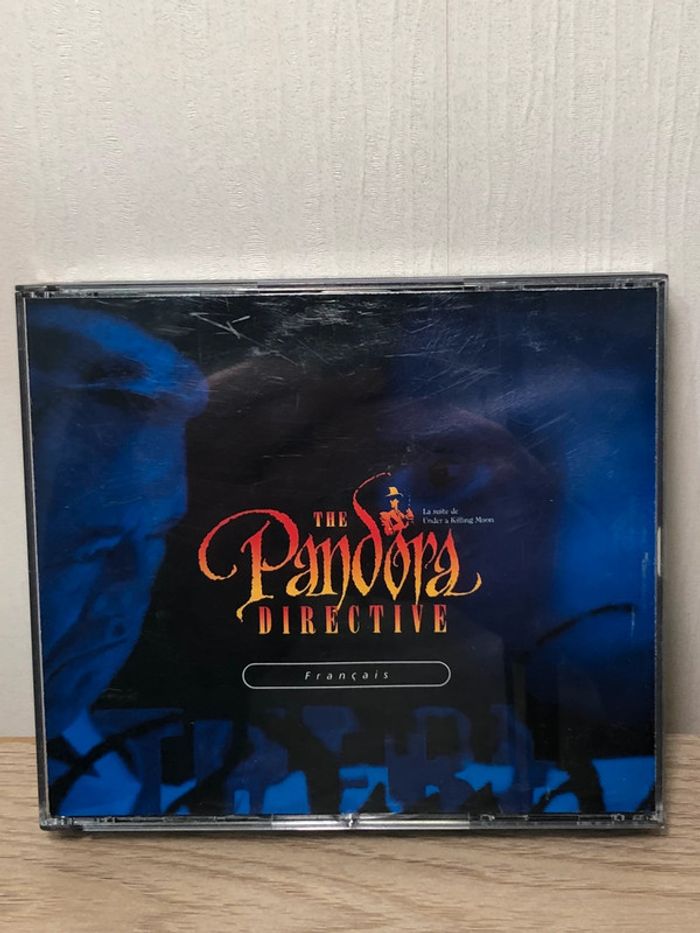 THE
La suite de
Under a Killing Moon
Pandora
DIRECTIVE
Français